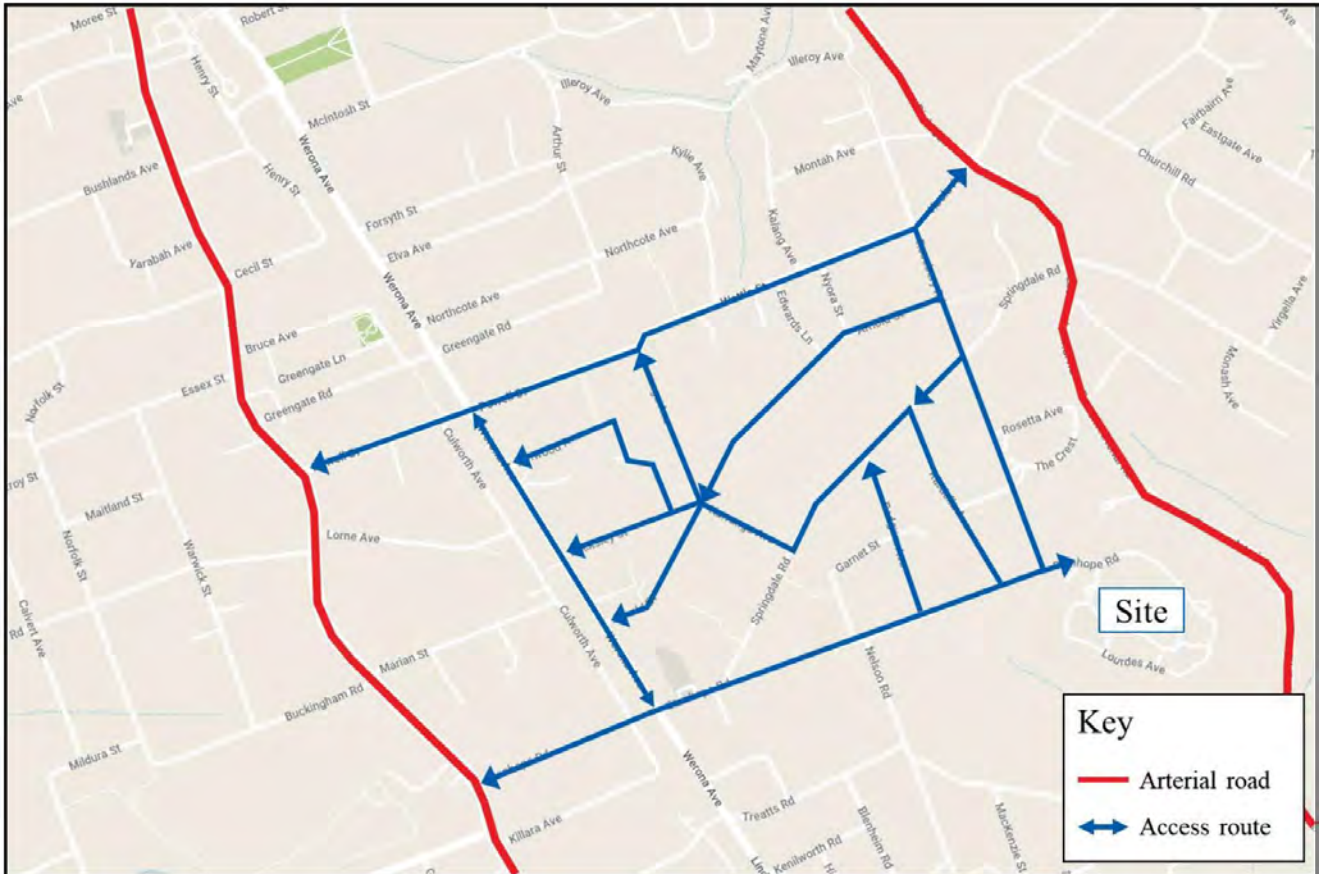 Moree St
Robert St
Henry St
McIntosh St
Illeroy Ave
Maytone Ave
Illeroy Ave
Fairbairn Ave
Eastgate Ave
Churchill Rd
Werona Ave
Arthur St
Kylie Ave
Montah Ave
Bushlands Ave
Henry St
Forsyth St
Elva Ave
Northcote Ave
Kalang Ave
Yarabah Ave
Cecil St
Werona Ave
Northcote Ave
Nyora St
Springdale Rd
Edwards Ln
Yirgella Ave
Bruce Ave
Greengate Ln
Greengate Rd
Monash Ave
Essex St
Norfolk St
Greengate Rd
Culworth Ave
Rosetta Ave
The Crest
Maitland St
Norfolk St
Warwick St
Lorne Ave
Garnet St
Springdale Rd
Calvert Ave
Rd
Culworth Ave
Marian St
Nelson Rd
Site
Lourdes Ave
Buckingham Rd
Mildura St
Werona Ave
Treatts Rd
Killara Ave
Blenheim Rd
MacKenzie St
Kenilworth Rd
Key
Arterial road
Access route